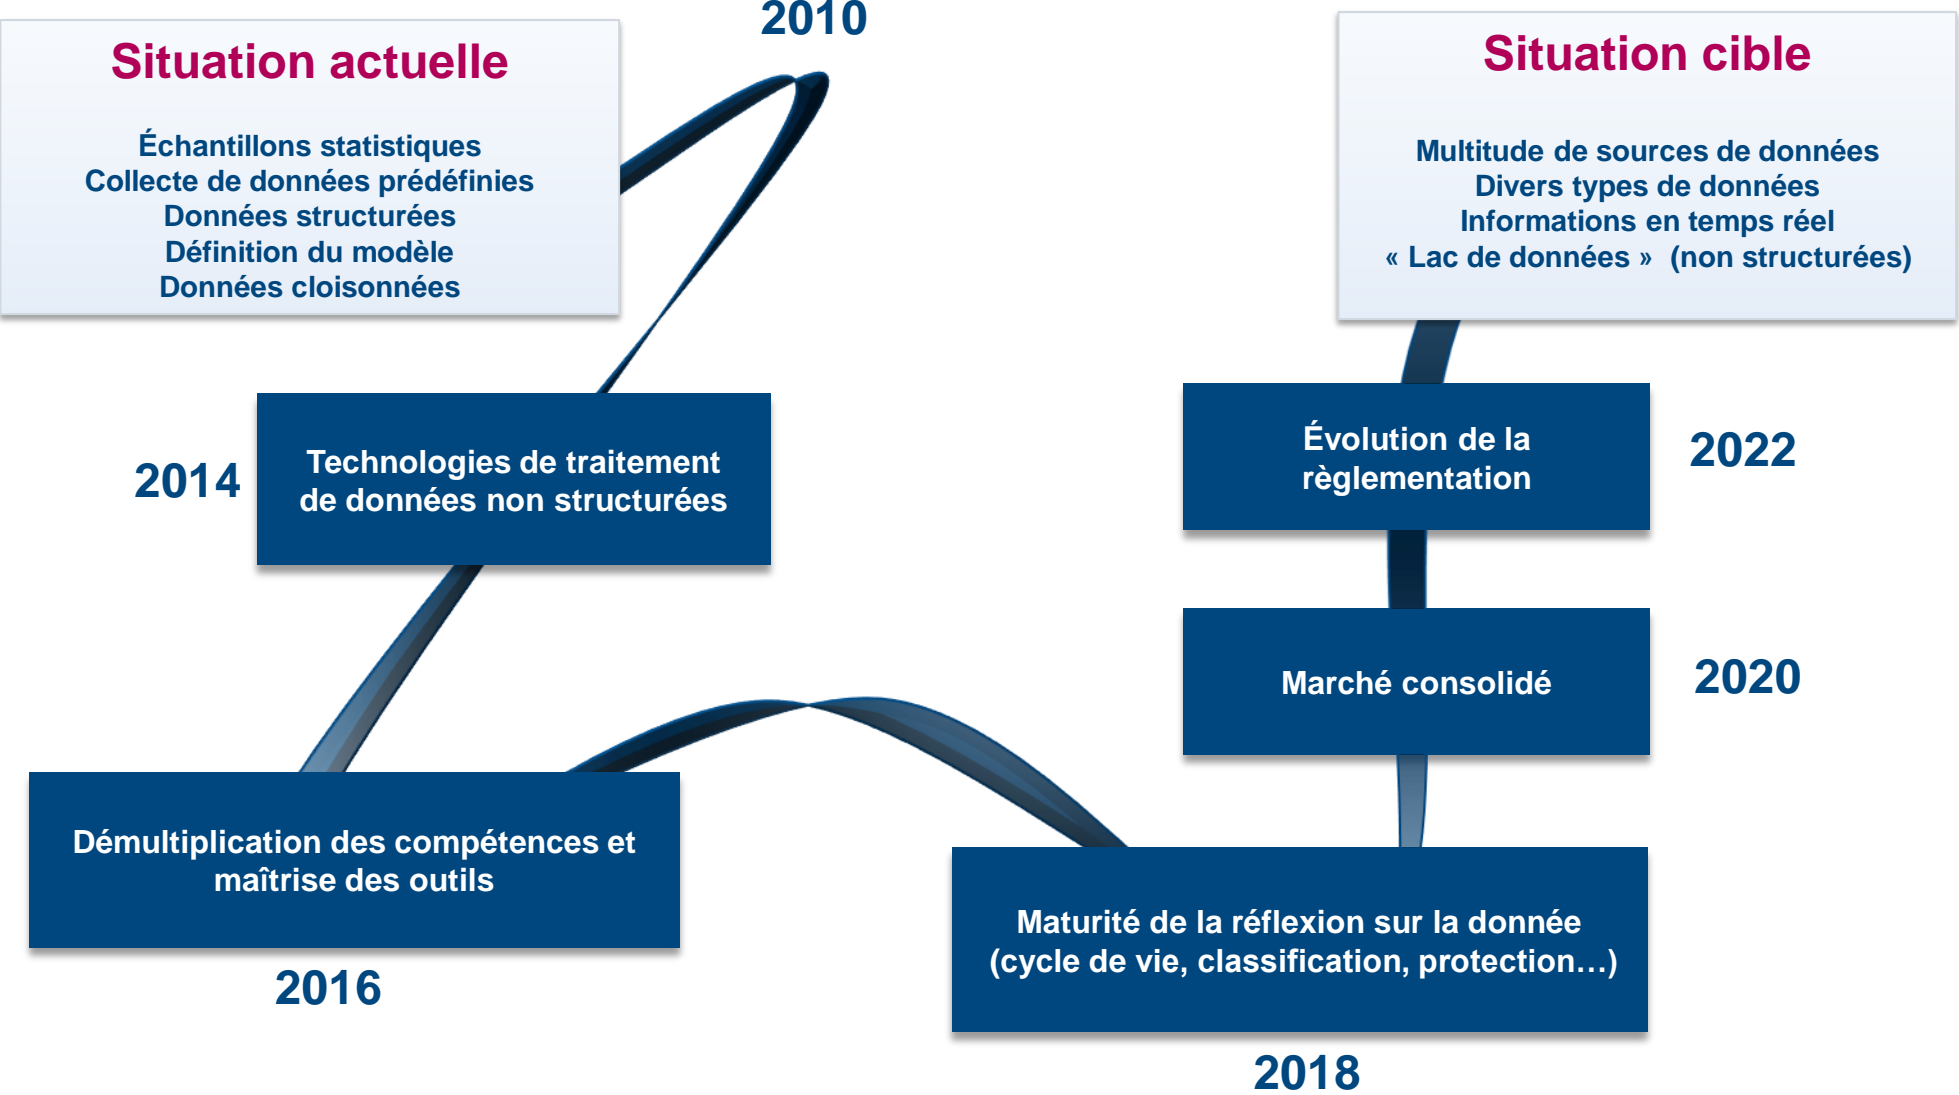 2010
Situation actuelle
Échantillons statistiques
Collecte de données prédéfinies
Données structurées
Définition du modèle
Données cloisonnées
Situation cible
Multitude de sources de données
Divers types de données
Informations en temps réel
« Lac de données »  (non structurées)
2014
Technologies de traitement
de données non structurées
Évolution de la
règlementation
2022
Marché consolidé
2020
Démultiplication des compétences et
maîtrise des outils
2016
Maturité de la réflexion sur la donnée
(cycle de vie, classification, protection…)
2018